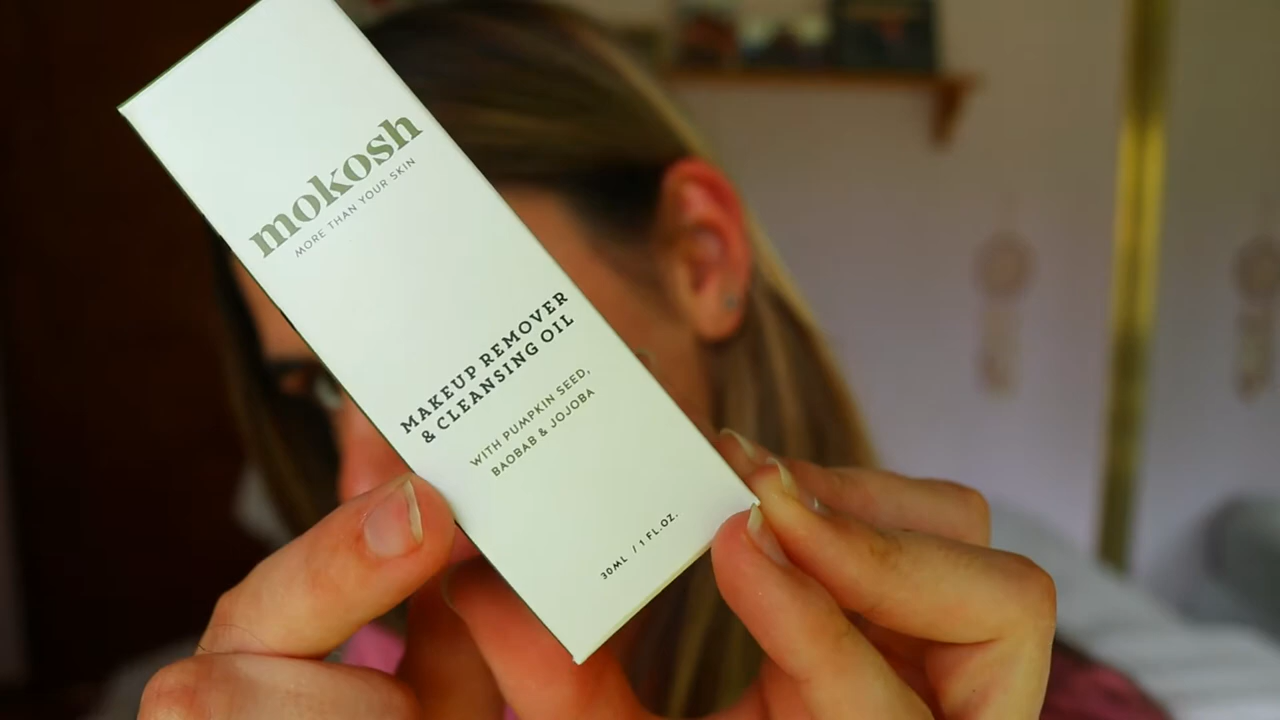 mokosh
MORE THAN YOUR SKIN
MAKEUP REMOVER
& CLEANSING OIL
WITH PUMPKIN SEED,
BAOBAB & JOJOBA
30ML / 1 FL.OZ.